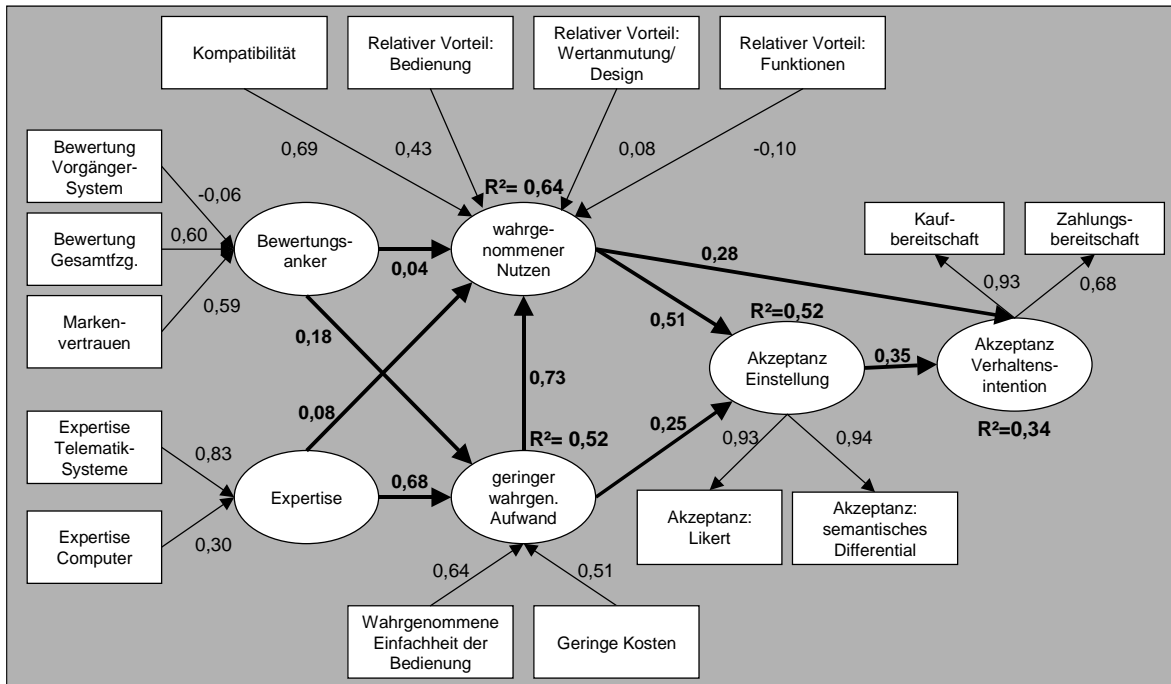 Kompatibilität
Relativer Vorteil:
Bedienung
Relativer Vorteil:
Wertanmutung/
Design
Relativer Vorteil:
Funktionen
0,69
0,43
0,08
-0,10
Bewertung
Vorgänger-
System
-0,06
Bewertung
Gesamtfzg.
0,60
Marken-
vertrauen
0,59
Bewertungs-
anker
R²= 0,64
wahrge-
nommener
Nutzen
0,04
0,18
0,08
0,73
0,28
0,51
Kauf-
bereitschaft
Zahlungs-
bereitschaft
0,93
0,68
R²=0,52
Akzeptanz
Einstellung
0,35
Akzeptanz
Verhaltens-
intention
R²=0,34
Expertise
Telematik-
Systeme
0,83
Expertise
Computer
0,30
Expertise
0,68
R²= 0,52
geringer
wahrgen.
Aufwand
0,25
0,93
0,94
Akzeptanz:
Likert
Akzeptanz:
semantisches
Differential
0,64
0,51
Wahrgenommene
Einfachheit der
Bedienung
Geringe Kosten